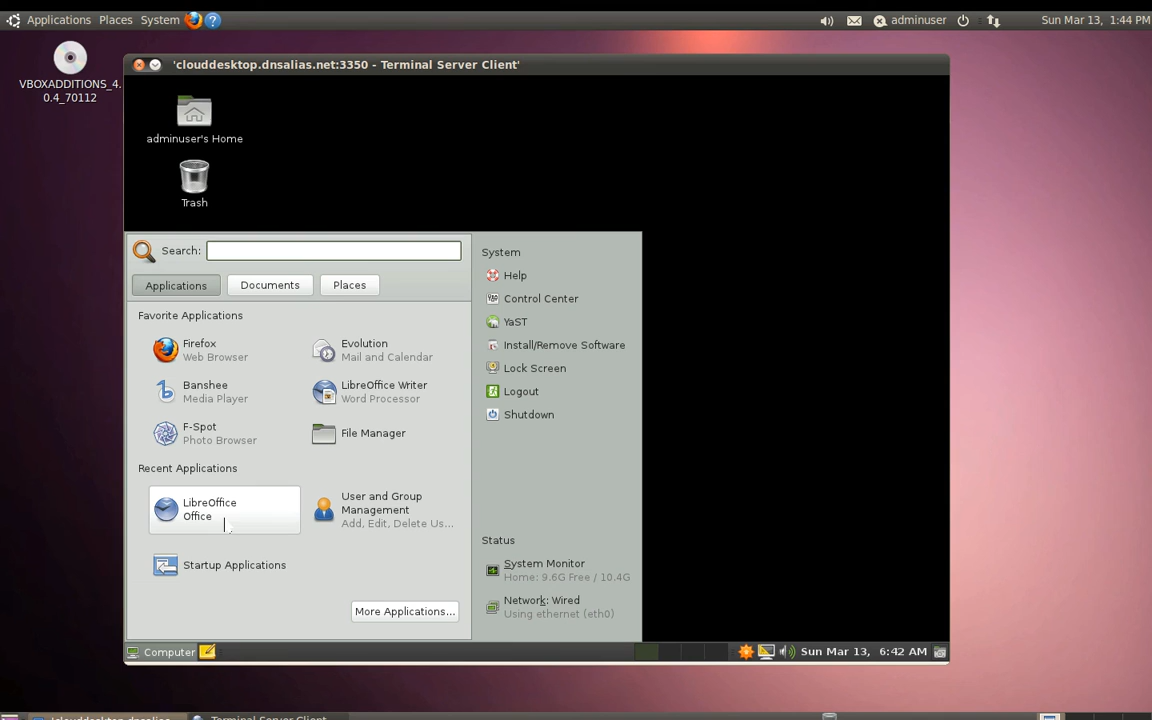 Applications Places System adminuser Sun Mar 13, 1:44 PM
VBOXADDITIONS_4.
0.4_70112
'clouddesktop.dnsalias.net:3350 - Terminal Server Client'
adminuser's Home
Trash
Search:
Applications Documents Places
Favorite Applications
Firefox
Web Browser
Evolution
Mail and Calendar
Banshee
Media Player
LibreOffice Writer
Word Processor
F-Spot
Photo Browser
File Manager
Recent Applications
LibreOffice
Office
User and Group
Management
Add, Edit, Delete Us...
Startup Applications
More Applications...
System
Help
Control Center
YaST
Install/Remove Software
Lock Screen
Logout
Shutdown
Status
System Monitor
Home: 9.6G Free / 10.4G
Network: Wired
Using ethernet (eth0)
Computer Sun Mar 13, 6:42 AM
'clouddesktop.dnsalias... Terminal Server Client